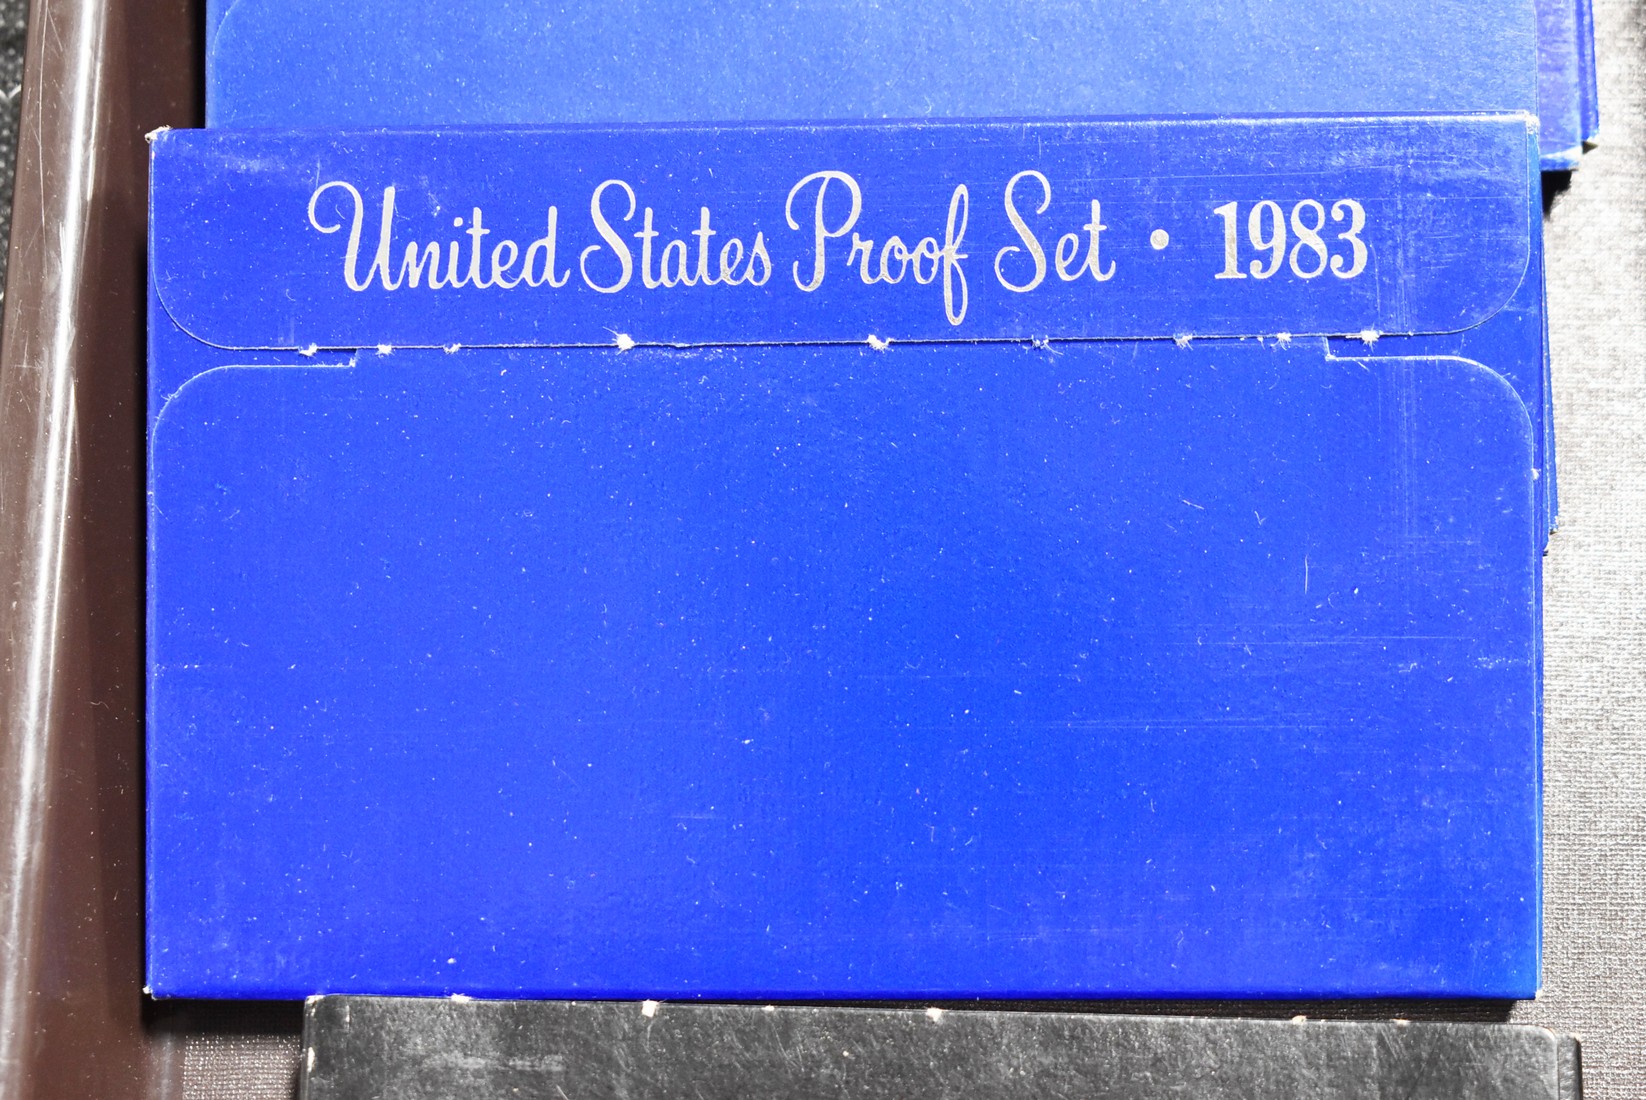 United States Proof Set • 1983